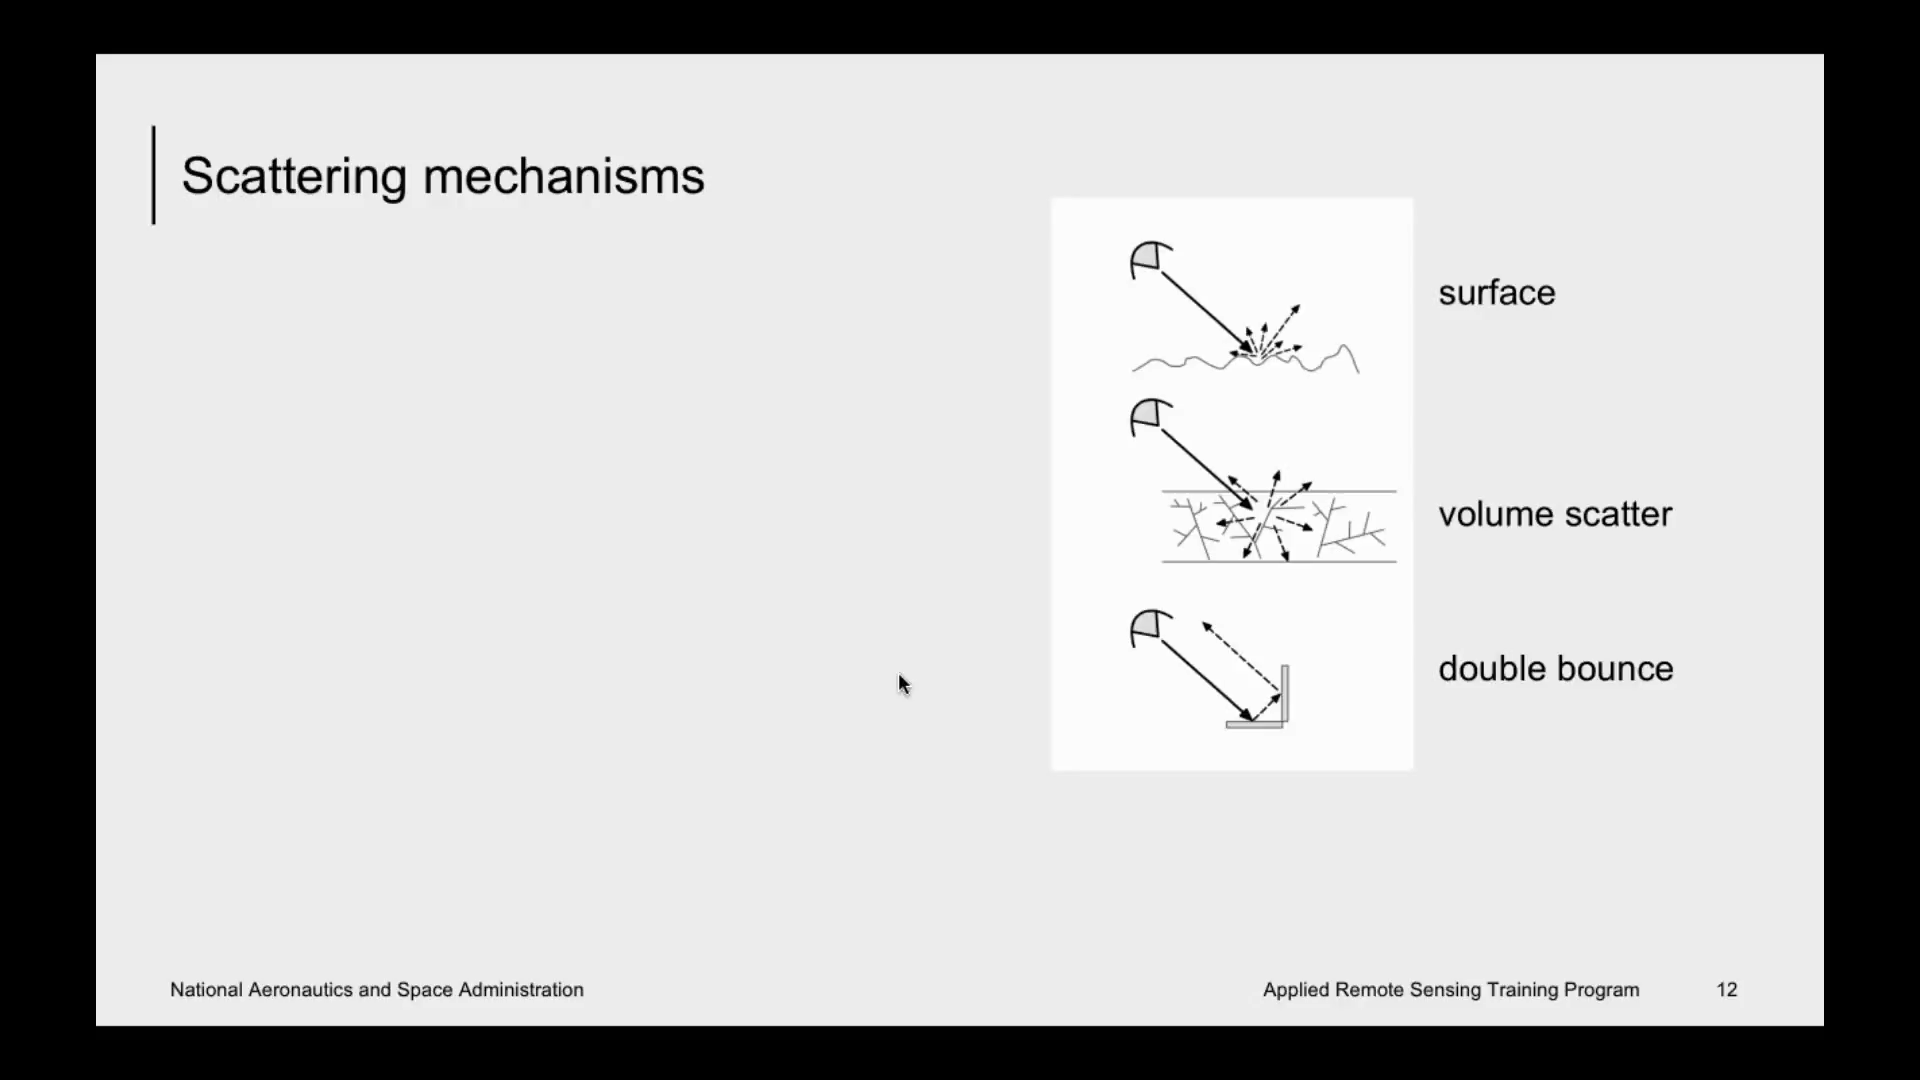 Scattering mechanisms
surface
volume scatter
double bounce
National Aeronautics and Space Administration
Applied Remote Sensing Training Program
12